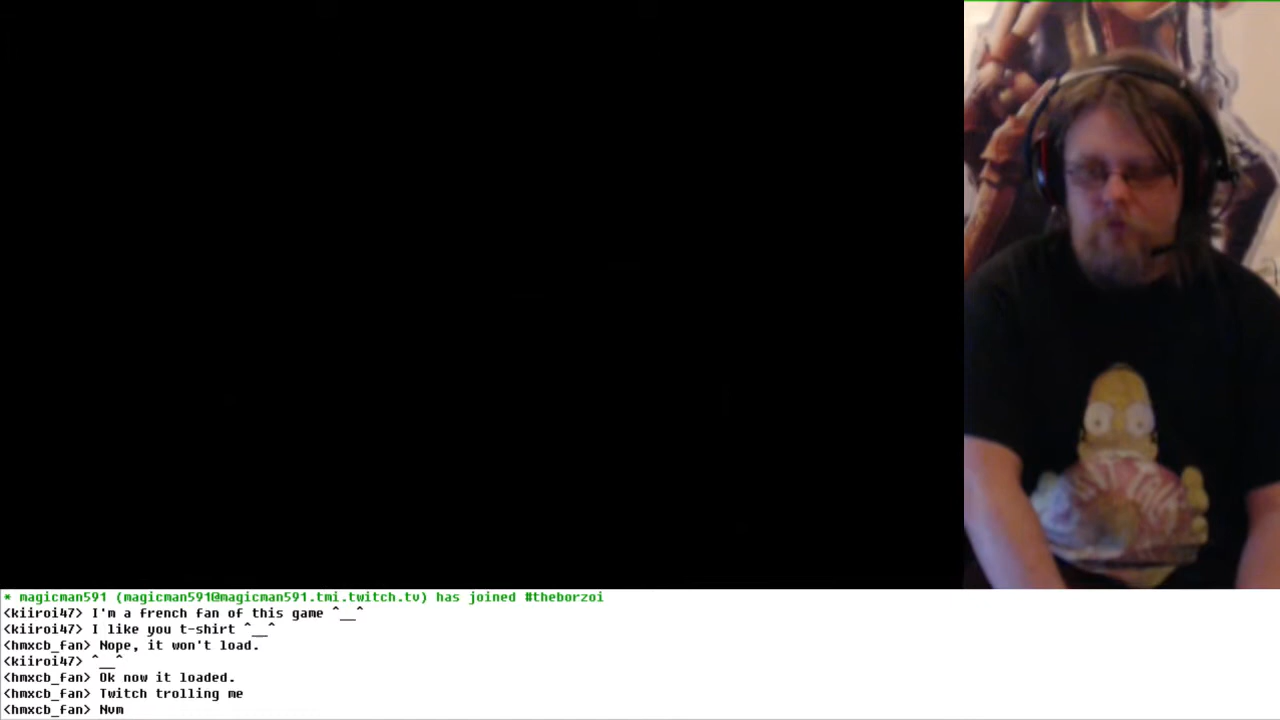 * magicman591 (magicman591@magicman591.tmi.twitch.tv) has joined #theborzoi
<kiiroi47> I'm a french fan of this game ^__^
<kiiroi47> I like you t-shirt ^__^
<hmxcb_fan> Nope, it won't load.
<kiiroi47> ^__^
<hmxcb_fan> Ok now it loaded.
<hmxcb_fan> Twitch trolling me
<hmxcb_fan> Nvm